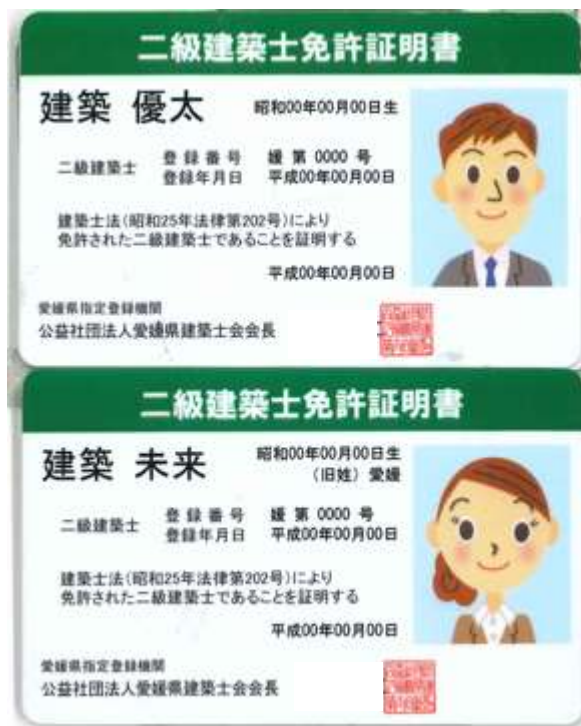 二級建築士免許証明書
建築 優太
昭和00年00月00日生
二級建築士
登録番号 媛 第 0000 号
登録年月日 平成00年00月00日
建築士法(昭和25年法律第202号)により
免許された二級建築士であることを証明する
平成00年00月00日
愛媛県指定登録機関
公益社団法人愛媛県建築士会会長
二級建築士免許証明書
建築 未来
昭和00年00月00日生
(旧姓) 愛媛
二級建築士
登録番号 媛 第 0000 号
登録年月日 平成00年00月00日
建築士法(昭和25年法律第202号)により
免許された二級建築士であることを証明する
平成00年00月00日
愛媛県指定登録機関
公益社団法人愛媛県建築士会会長